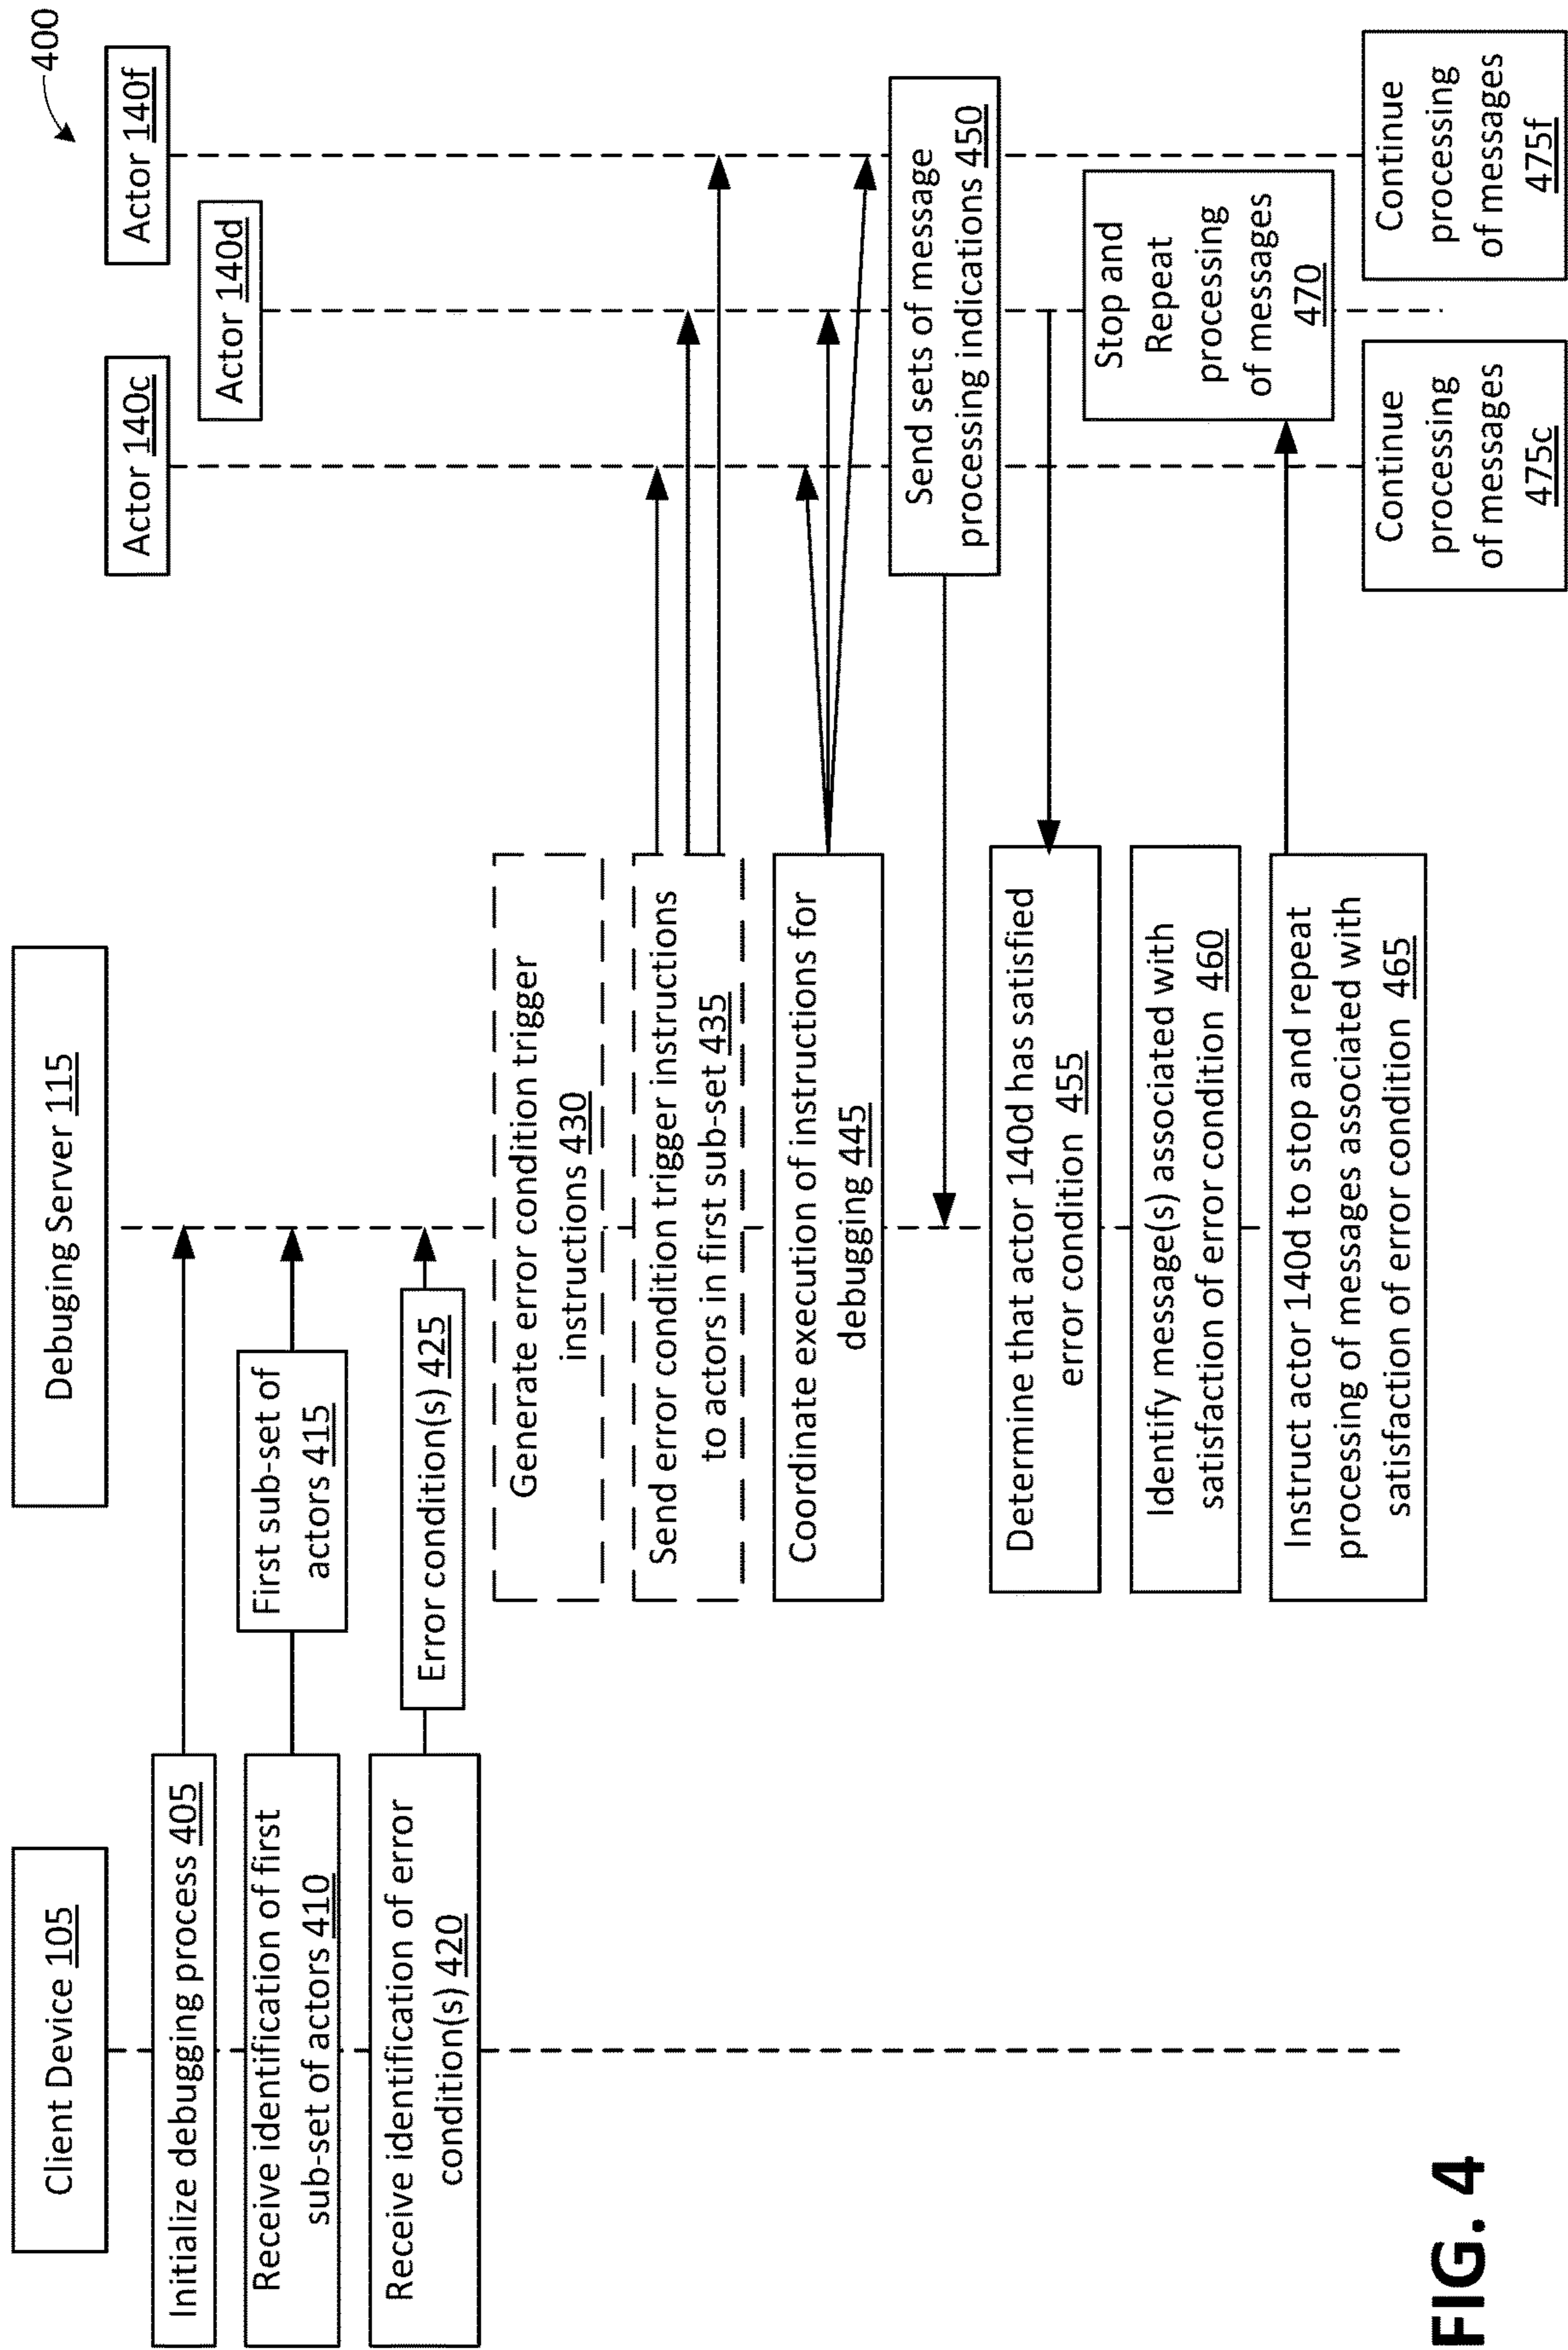 400
Client Device 105
Debuging Server 115
Actor 140c
Actor 140d
Actor 140f
Initialize debugging process 405
Receive identification of first
sub-set of actors 410
First sub-set of
actors 415
Receive identification of error
condition(s) 420
Error condition(s) 425
Generate error condition trigger
instructions 430
Send error condition trigger instructions
to actors in first sub-set 435
Coordinate execution of instructions for
debugging 445
Send sets of message
processing indications 450
Determine that actor 140d has satisfied
error condition 455
Identify message(s) associated with
satisfaction of error condition 460
Instruct actor 140d to stop and repeat
processing of messages associated with
satisfaction of error condition 465
Stop and
Repeat
processing
of messages
470
Continue
processing
of messages
475c
Continue
processing
of messages
475f
FIG. 4